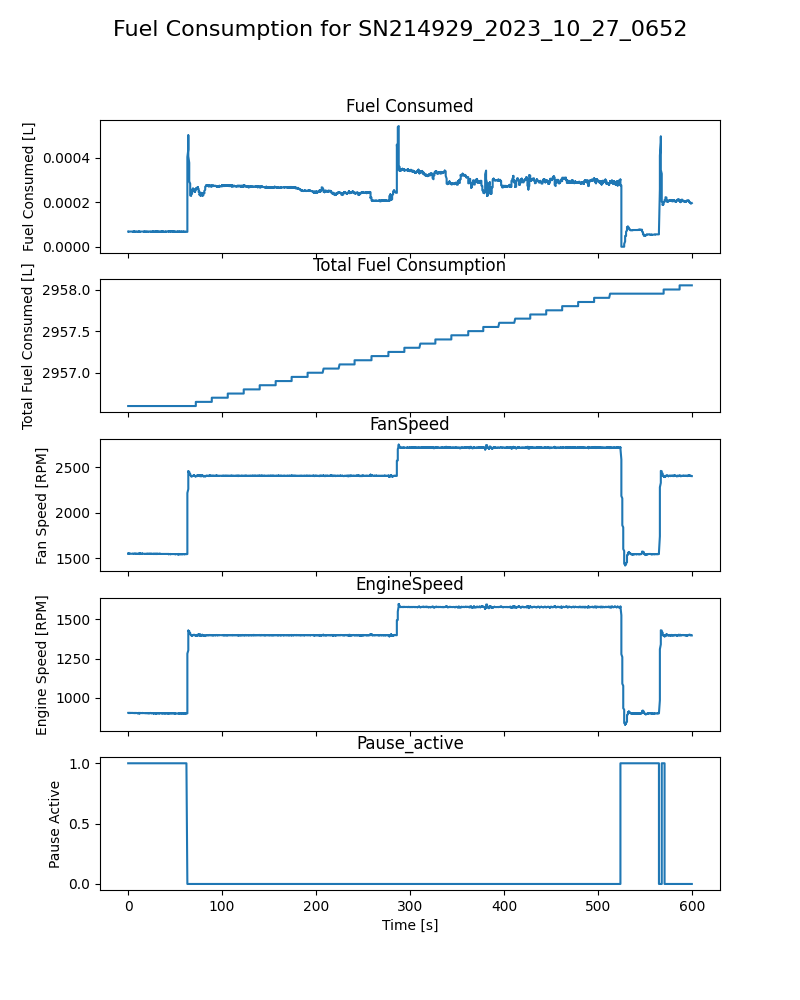 Fuel Consumption for SN214929_2023_10_27_0652
Fuel Consumed
Fuel Consumed [L]
0.0004
0.0002
0.0000
Total Fuel Consumption
Total Fuel Consumed [L]
2958.0
2957.5
2957.0
FanSpeed
Fan Speed [RPM]
2500
2000
1500
EngineSpeed
Engine Speed [RPM]
1500
1250
1000
Pause_active
Pause Active
1.0
0.5
0.0
0 100 200 300 400 500 600
Time [s]